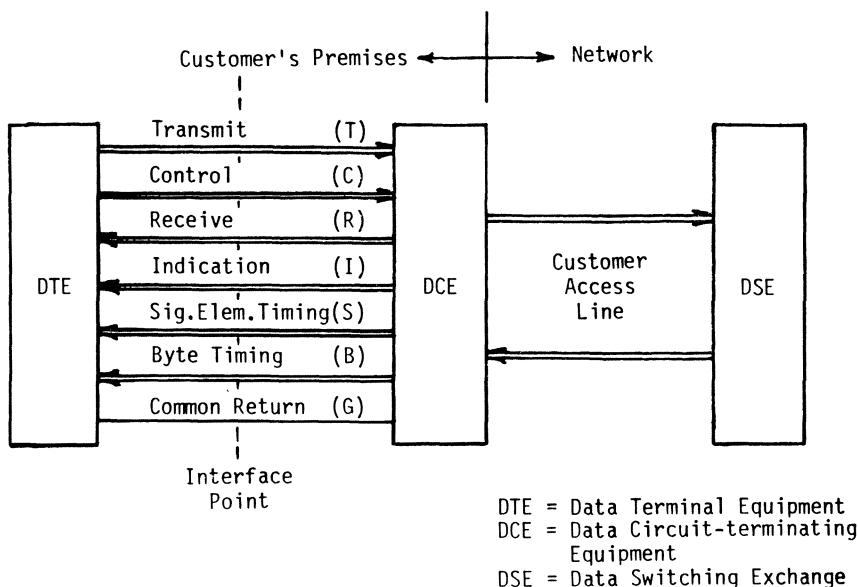 Customer's Premises
Network
Transmit (T)
Control (C)
Receive (R)
Indication (I)
Sig.Elem.Timing(S)
Byte Timing (B)
Common Return (G)
DTE
DCE
Customer
Access
Line
DSE
Interface
Point
DTE = Data Terminal Equipment
DCE = Data Circuit-terminating
Equipment
DSE = Data Switching Exchange